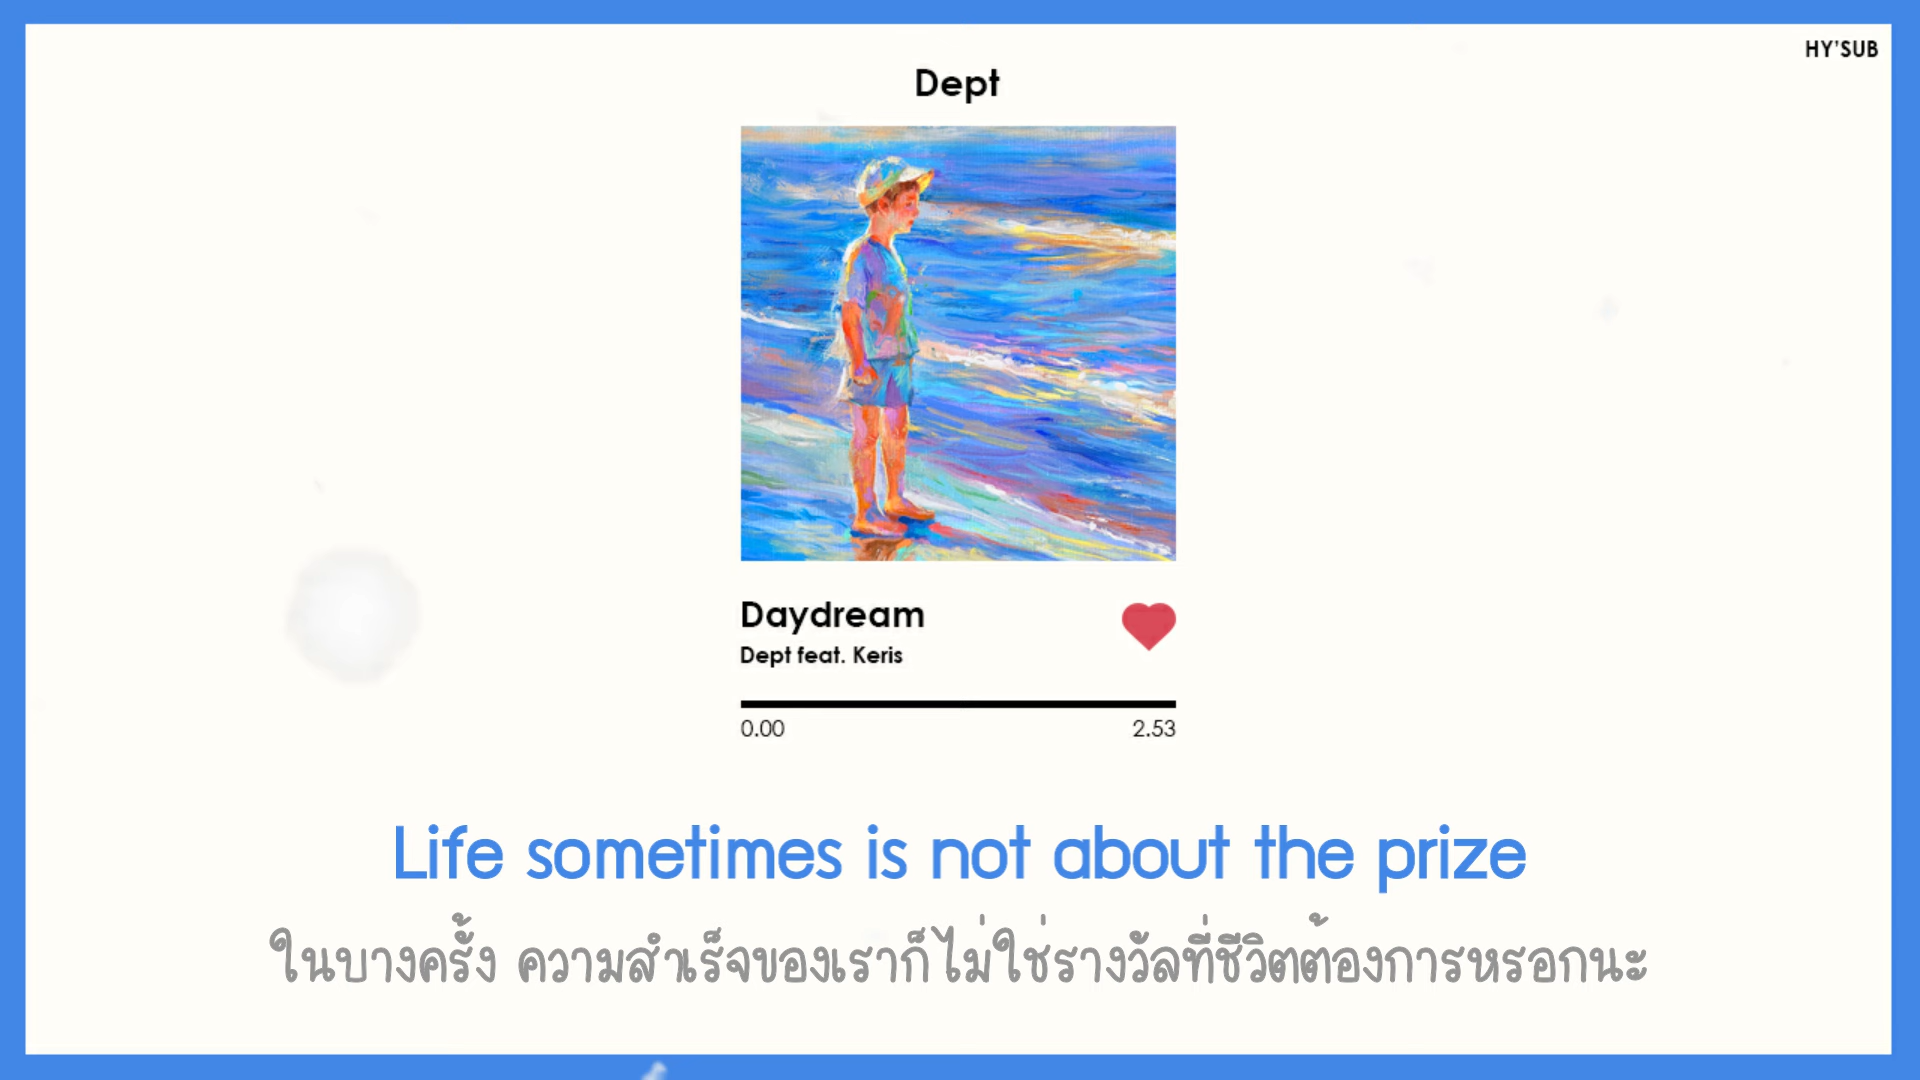 HY'SUB
Dept
Daydream
Dept feat. Keris
0.00 2.53
Life sometimes is not about the prize
ในบางครั้ง ความสำเร็จของเราก็ไม่ใช่รางวัลที่ชีวิตต้องการหรอกนะ